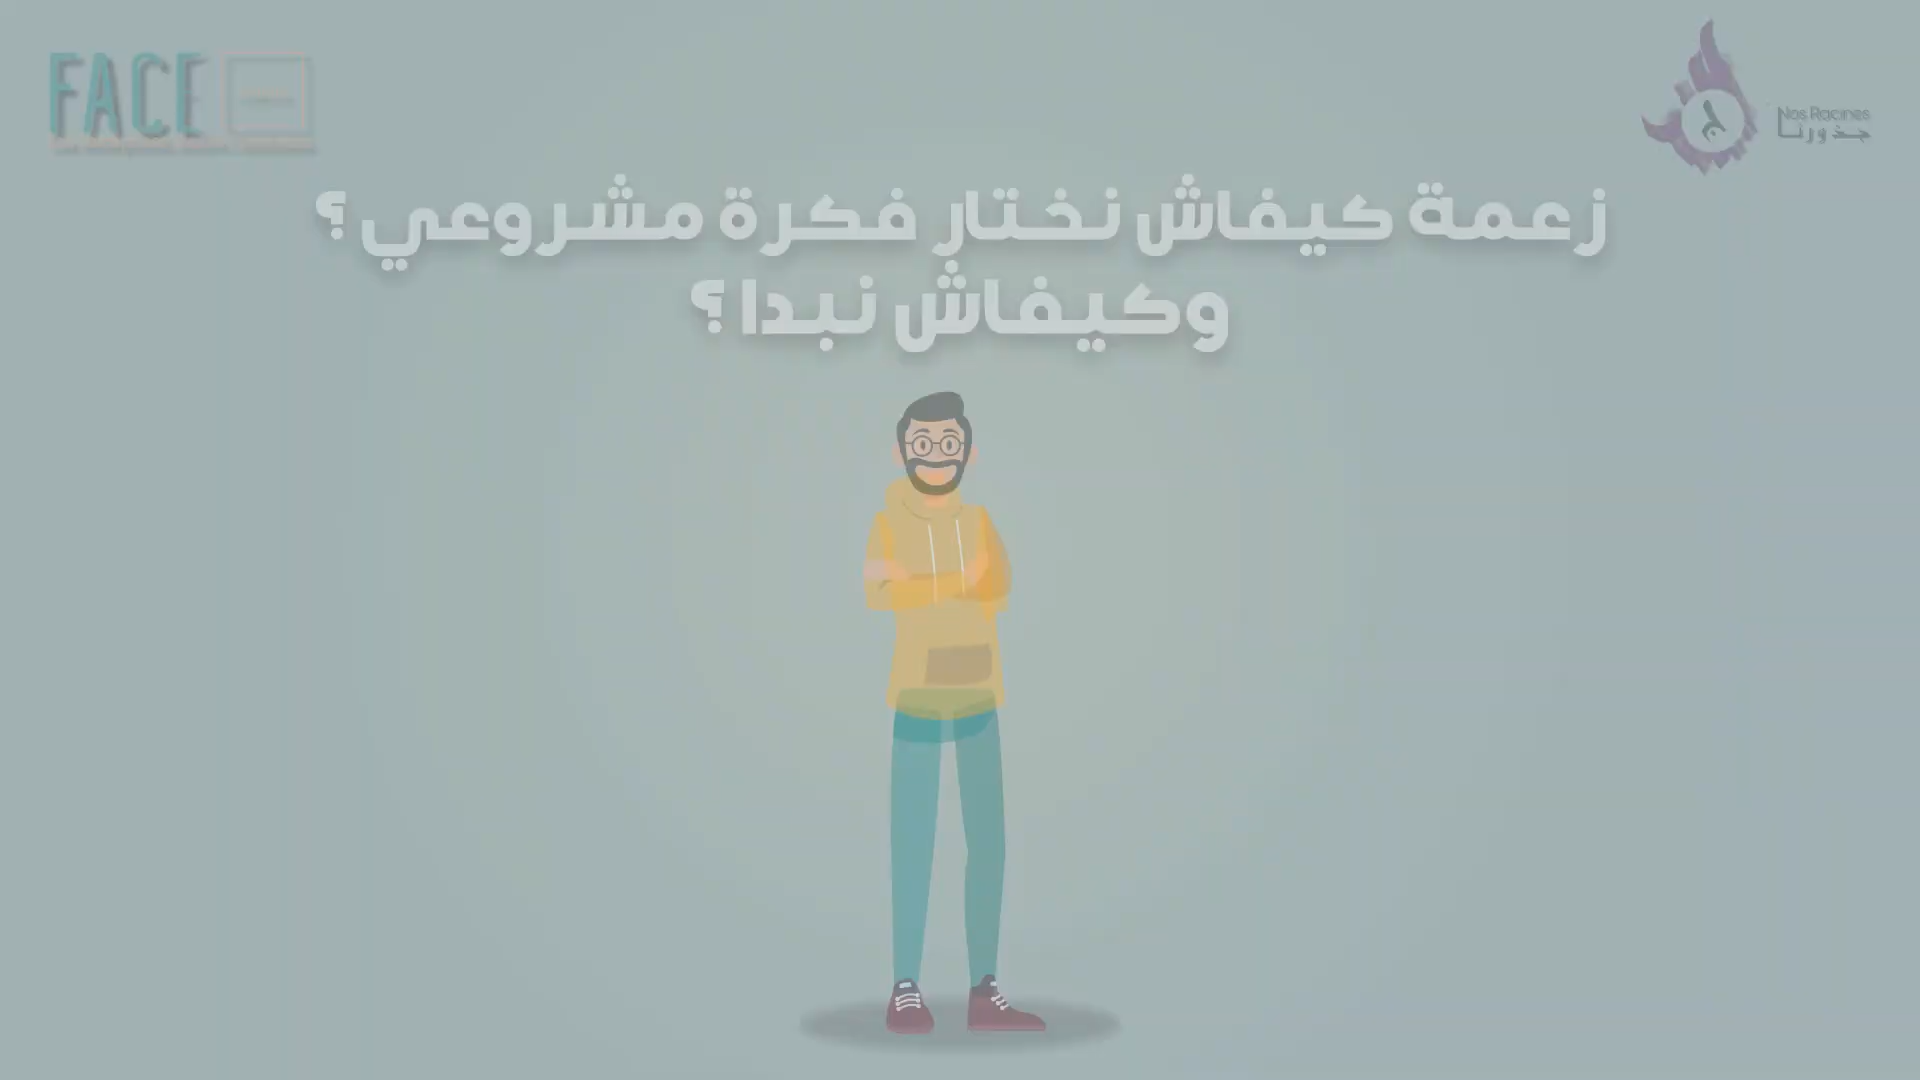 FACE
Nos Racines
جذورنا
زعمة كيفاش نختار فكرة مشروعي ؟
وكيفاش نبدا ؟